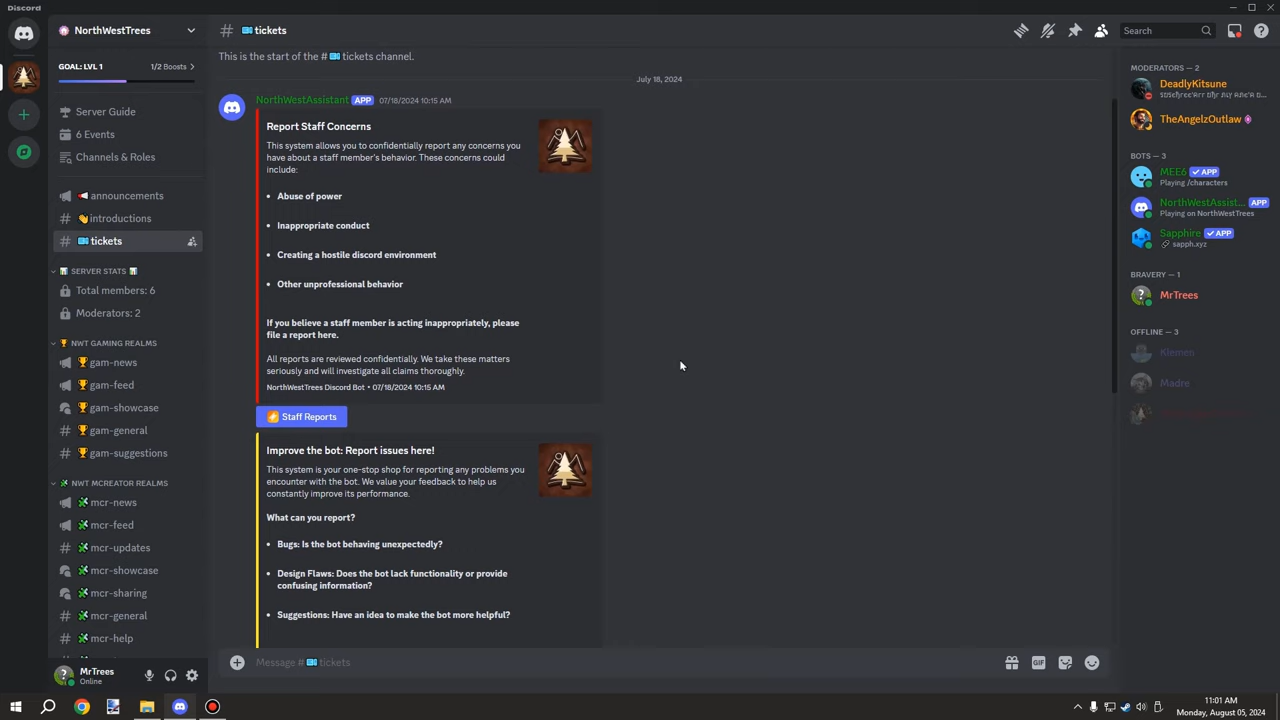 Discord
NorthWestTrees
GOAL: LVL 1
1/2 Boosts
Server Guide
6 Events
Channels & Roles
announcements
introductions
tickets
SERVER STATS
Total members: 6
Moderators: 2
NWT GAMING REALMS
gam-news
gam-feed
gam-showcase
gam-general
gam-suggestions
NWT MCREATOR REALMS
mcr-news
mcr-feed
mcr-updates
mcr-showcase
mcr-sharing
mcr-general
mcr-help
MrTrees
Online
# tickets
Search
This is the start of the # tickets channel.
July 18, 2024
NorthWestAssistant APP 07/18/2024 10:15 AM
Report Staff Concerns
This system allows you to confidentially report any concerns you
have about a staff member's behavior. These concerns could
include:
• Abuse of power
• Inappropriate conduct
• Creating a hostile discord environment
• Other unprofessional behavior
If you believe a staff member is acting inappropriately, please
file a report here.
All reports are reviewed confidentially. We take these matters
seriously and will investigate all claims thoroughly.
NorthWestTrees Discord Bot • 07/18/2024 10:15 AM
Staff Reports
Improve the bot: Report issues here!
This system is your one-stop shop for reporting any problems you
encounter with the bot. We value your feedback to help us
constantly improve its performance.
What can you report?
• Bugs: Is the bot behaving unexpectedly?
• Design Flaws: Does the bot lack functionality or provide
confusing information?
• Suggestions: Have an idea to make the bot more helpful?
Message # tickets
GIF
MODERATORS — 2
DeadlyKitsune
TheAngelzOutlaw
BOTS — 3
MEE6 ✓ APP
Playing /characters
NorthWestAssist... APP
Playing on NorthWestTrees
Sapphire ✓ APP
sapph.xyz
BRAVERY — 1
MrTrees
OFFLINE — 3
Klemen
Madre
11:01 AM
Monday, August 05, 2024